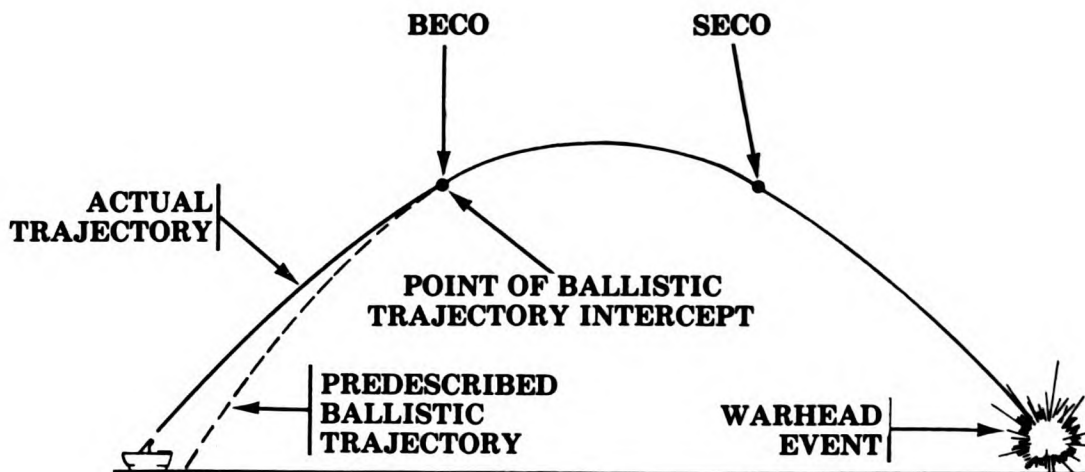 BECO
SECO
ACTUAL
TRAJECTORY
POINT OF BALLISTIC
TRAJECTORY INTERCEPT
PREDESCRIBED
BALLISTIC
TRAJECTORY
WARHEAD
EVENT